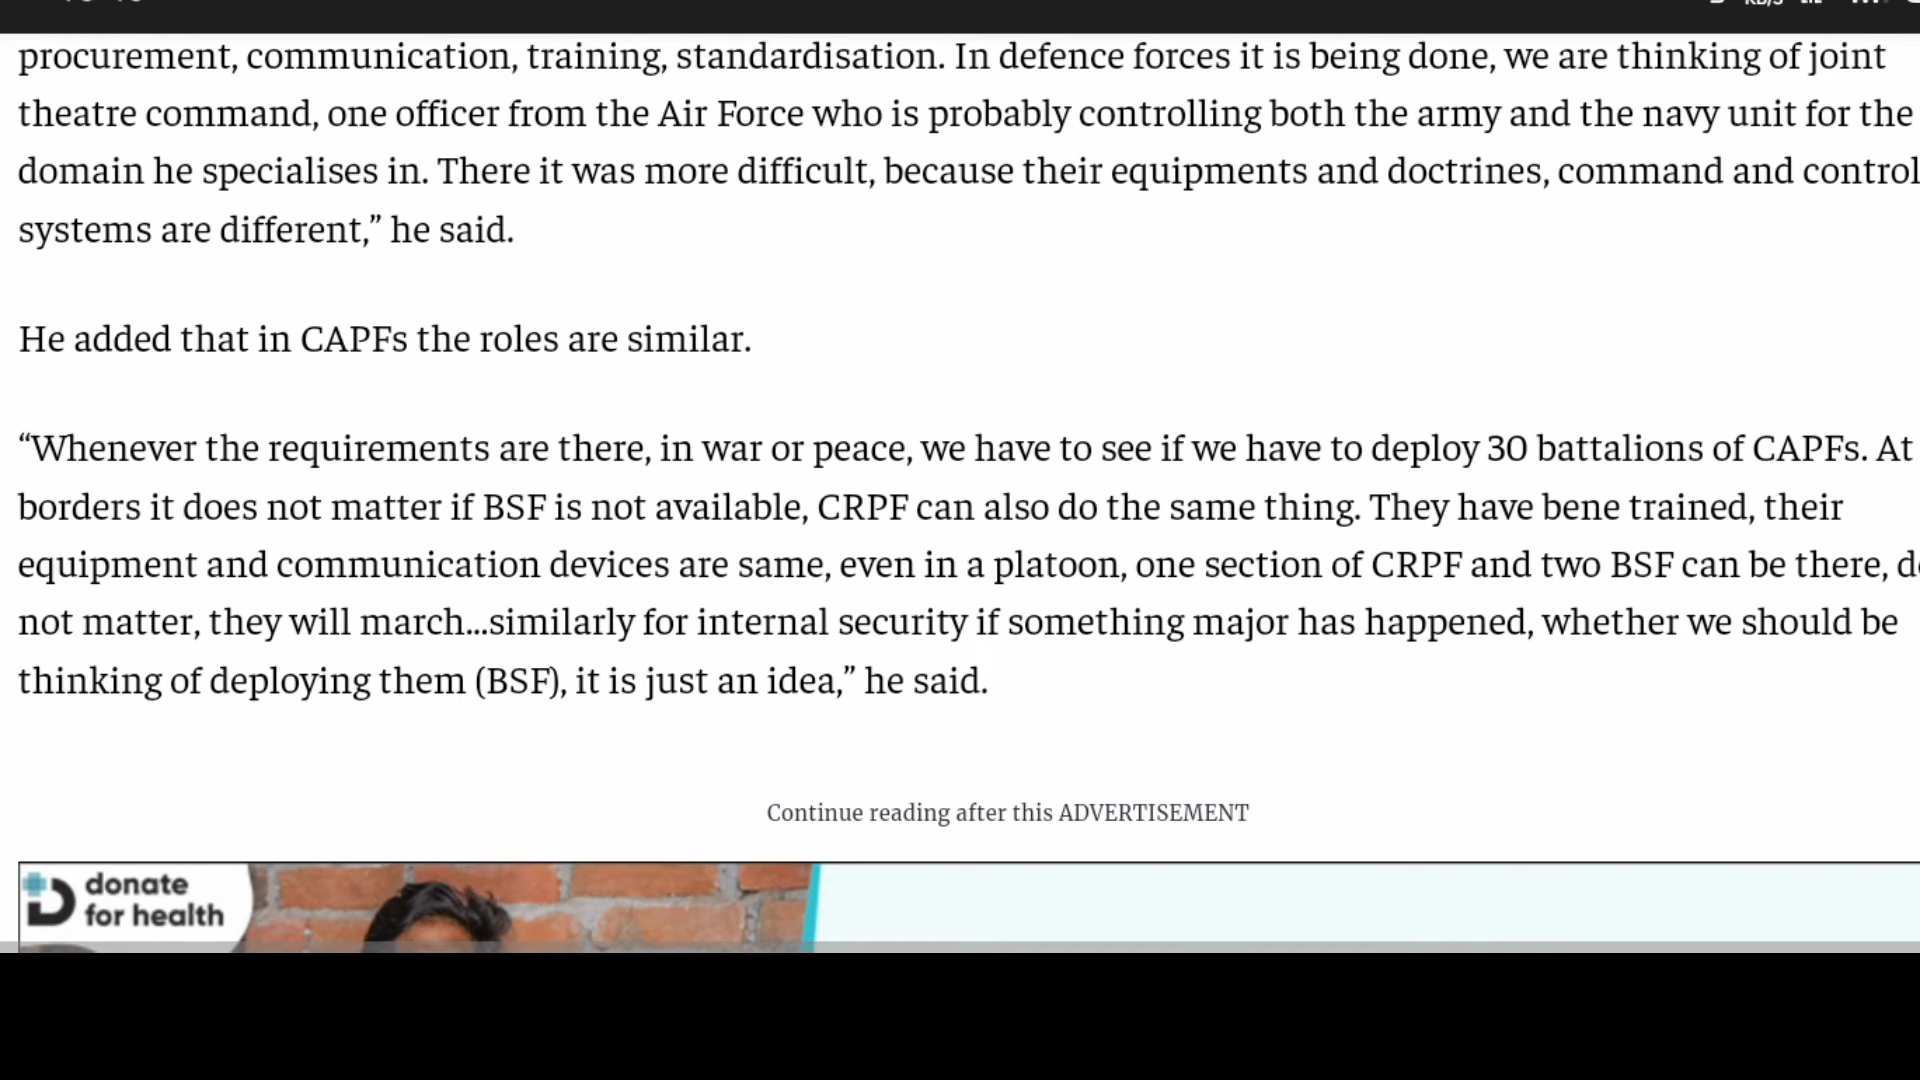 procurement, communication, training, standardisation. In defence forces it is being done, we are thinking of joint
theatre command, one officer from the Air Force who is probably controlling both the army and the navy unit for the
domain he specialises in. There it was more difficult, because their equipments and doctrines, command and control
systems are different,” he said.
He added that in CAPFs the roles are similar.
“Whenever the requirements are there, in war or peace, we have to see if we have to deploy 30 battalions of CAPFs. At
borders it does not matter if BSF is not available, CRPF can also do the same thing. They have bene trained, their
equipment and communication devices are same, even in a platoon, one section of CRPF and two BSF can be there,
not matter, they will march...similarly for internal security if something major has happened, whether we should be
thinking of deploying them (BSF), it is just an idea,” he said.
Continue reading after this ADVERTISEMENT
donate
for health